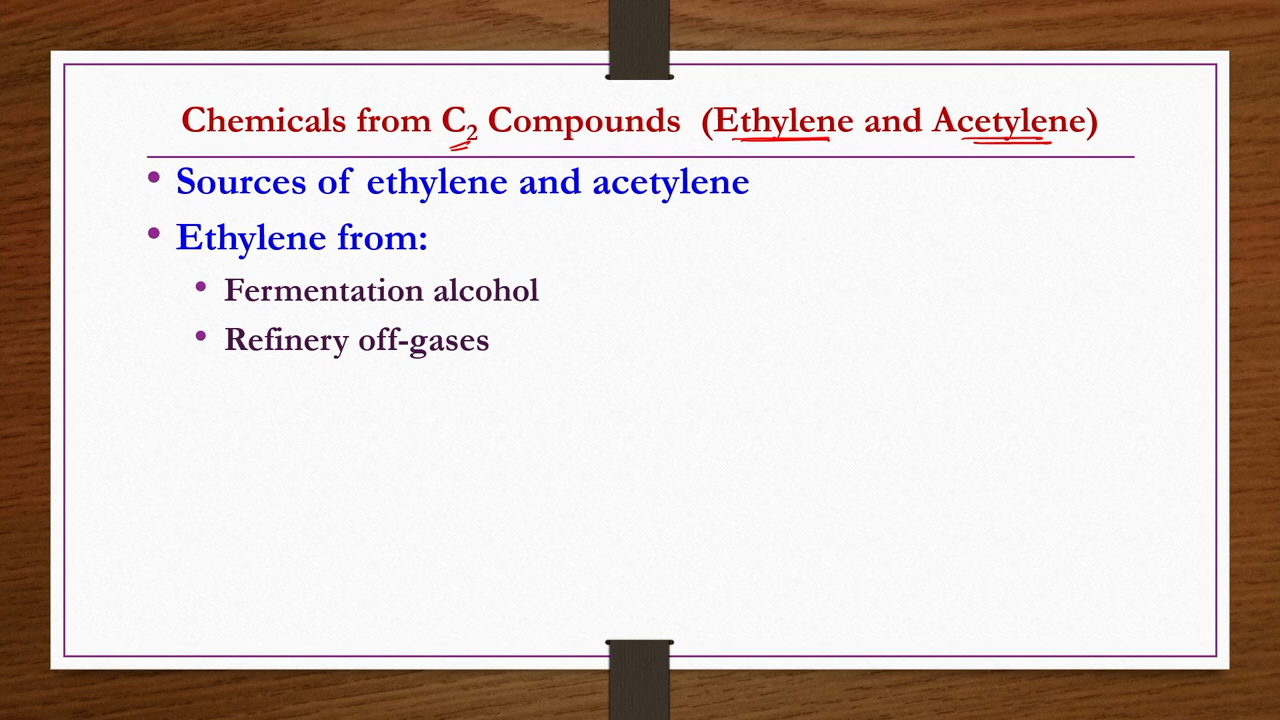 Chemicals from C₂ Compounds (Ethylene and Acetylene)
• Sources of ethylene and acetylene
• Ethylene from:
• Fermentation alcohol
• Refinery off-gases